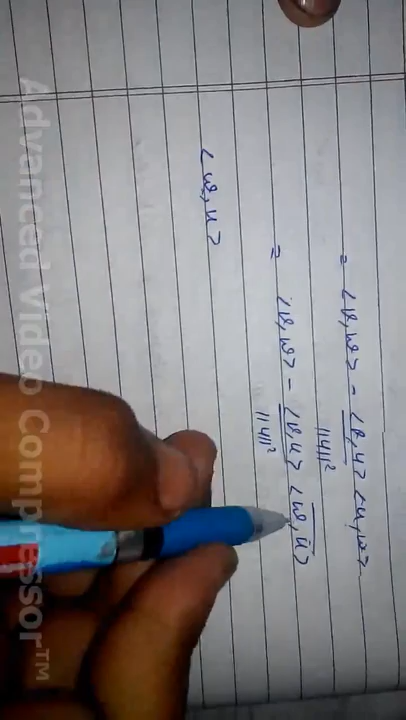 = <v, w> - <v, u> <u, w>
||u||²
= <v, w> - <v, u> <w, u>
||u||²
<w, u>
Advanced Video Compressor™